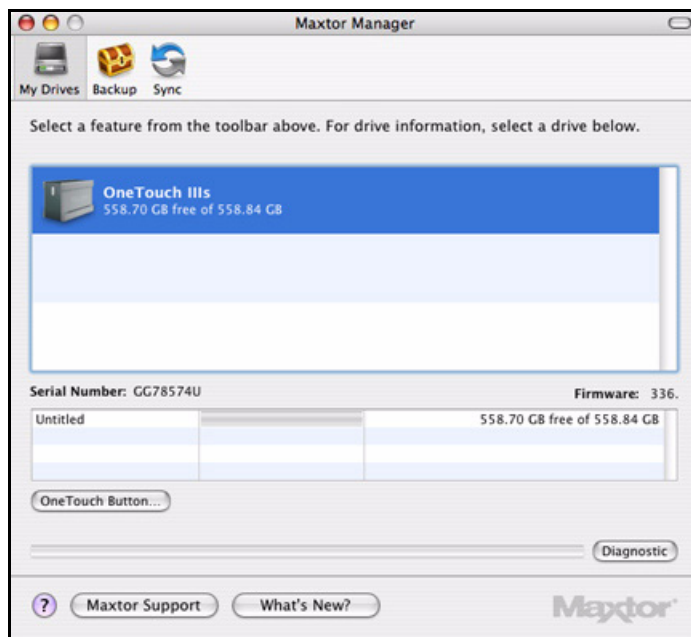 Maxtor Manager
My Drives Backup Sync
Select a feature from the toolbar above. For drive information, select a drive below.
OneTouch IIIs
558.70 GB free of 558.84 GB
Serial Number: GG78574U Firmware: 336.
Untitled 558.70 GB free of 558.84 GB
OneTouch Button...
Diagnostic
? Maxtor Support What's New? Maxtor